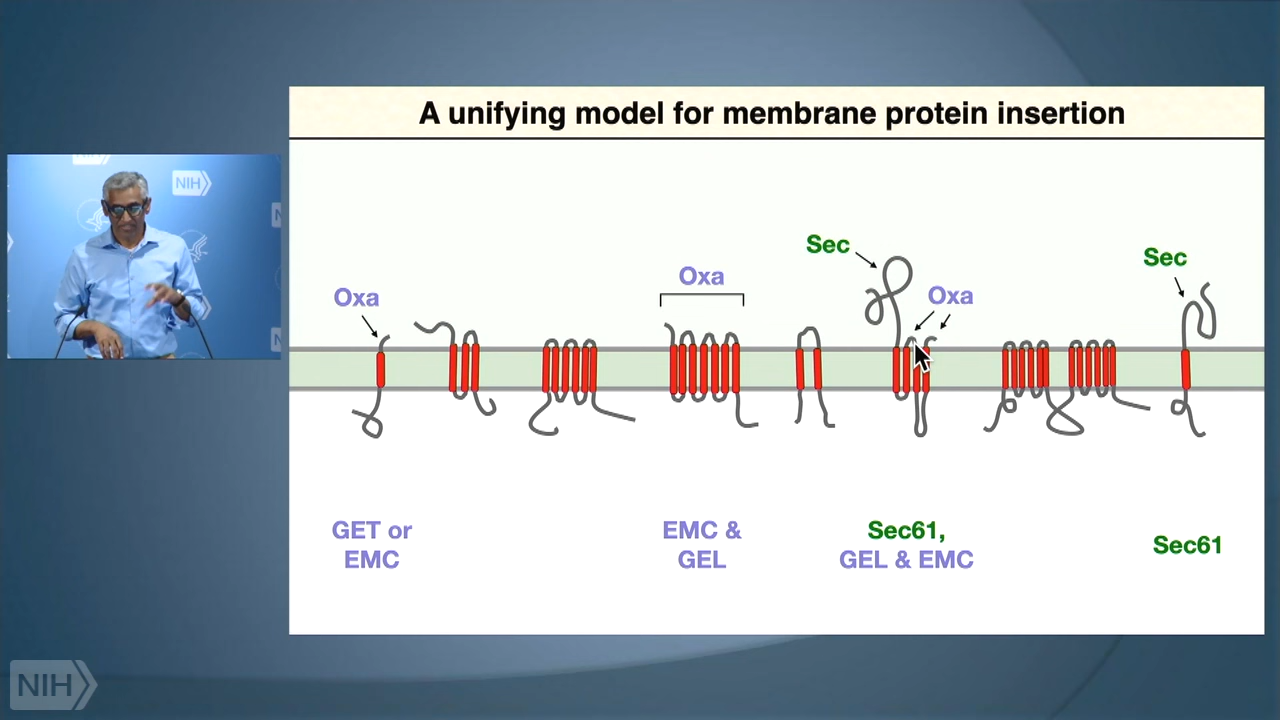 A unifying model for membrane protein insertion
NIH
N
N
Oxa
Oxa
Sec
Oxa
Sec
GET or
EMC
EMC &
GEL
Sec61,
GEL & EMC
Sec61
NIH